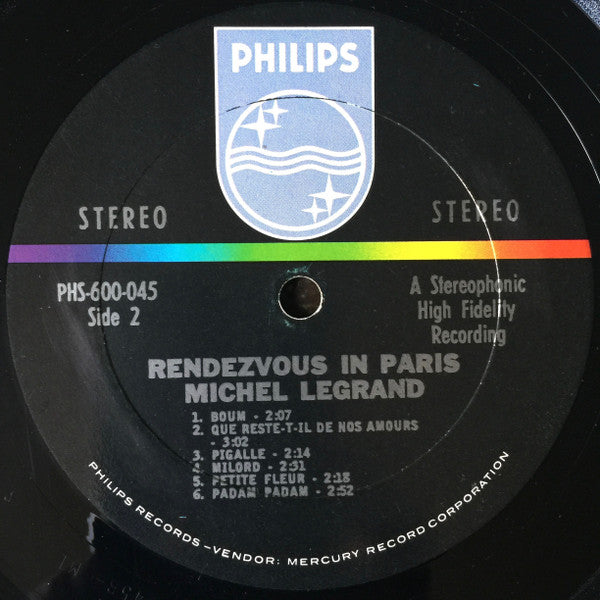 PHILIPS
STEREO
STEREO
PHS-600-045
Side 2
A Stereophonic
High Fidelity
Recording
RENDEZVOUS IN PARIS
MICHEL LEGRAND
1. BOUM - 2:07
2. QUE RESTE-T-IL DE NOS AMOURS
- 3:02
3. PIGALLE - 2:14
4. MILORD - 2:31
5. PETITE FLEUR - 2:18
6. PADAM PADAM - 2:52
PHILIPS RECORDS—VENDOR: MERCURY RECORD CORPORATION